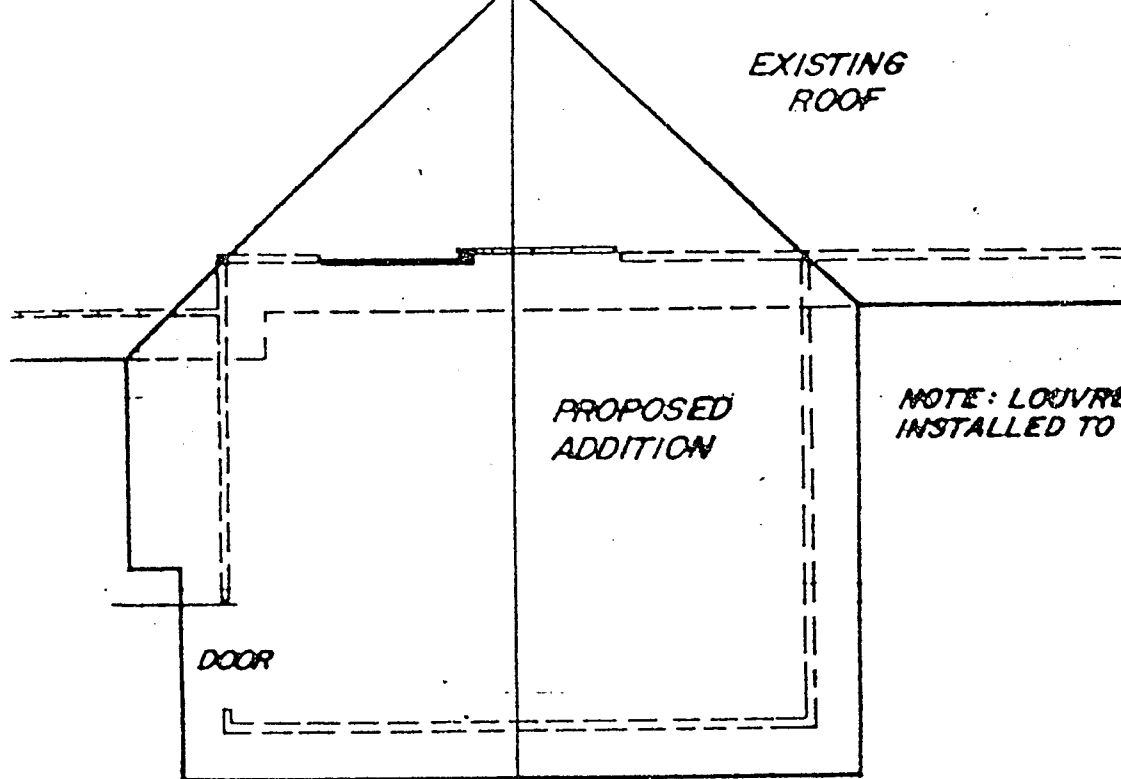 EXISTING
ROOF
PROPOSED
ADDITION
NOTE: LOUVRE
INSTALLED TO
DOOR